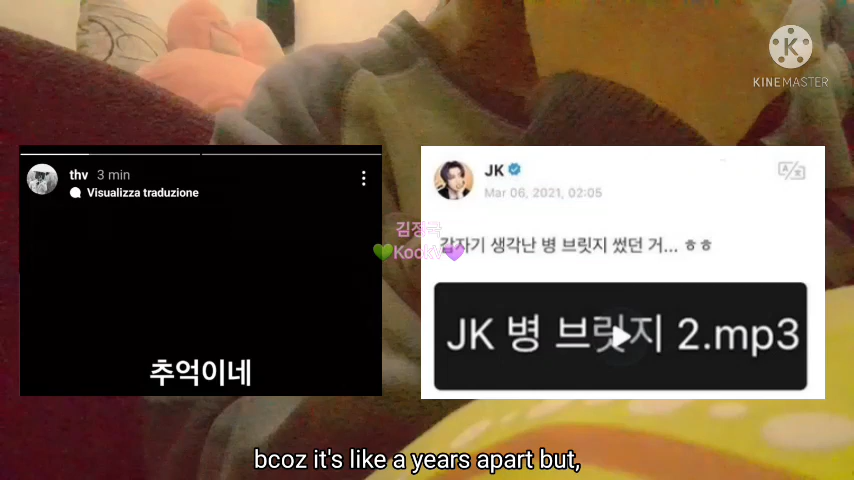 KINEMASTER
thv 3 min
Visualizza traduzione
추억이네
JK
Mar 06, 2021, 02:05
김정국
💚KookV💜
갑자기 생각난 병 브릿지 썼던 거... ㅎㅎ
JK 병 브릿지 2.mp3
bcoz it's like a years apart but,